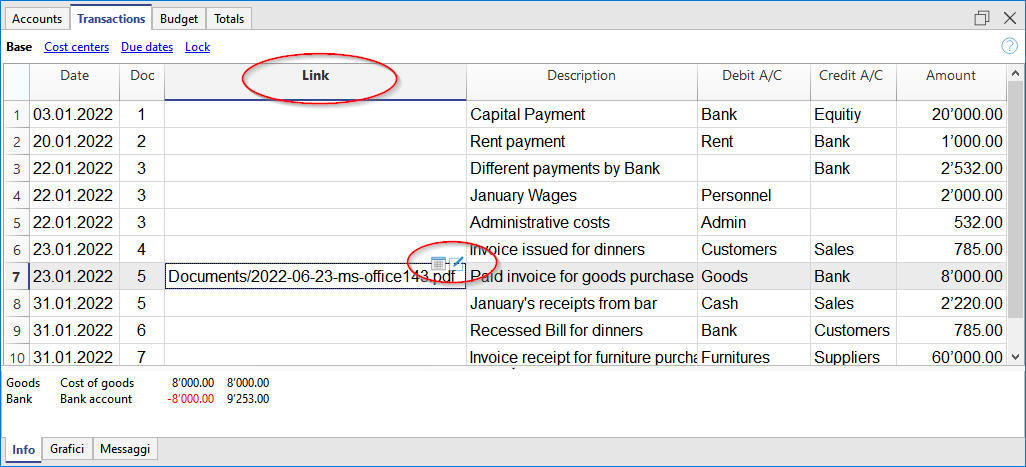 Accounts Transactions Budget Totals
Base Cost centers Due dates Lock ?
Date Doc Link Description Debit A/C Credit A/C Amount
1 03.01.2022 1 Capital Payment Bank Equitiy 20’000.00
2 20.01.2022 2 Rent payment Rent Bank 1’000.00
3 22.01.2022 3 Different payments by Bank Bank 2’532.00
4 22.01.2022 3 January Wages Personnel 2’000.00
5 22.01.2022 3 Administrative costs Admin 532.00
6 23.01.2022 4 Invoice issued for dinners Customers Sales 785.00
7 23.01.2022 5 Documents/2022-06-23-ms-office143.pdf Paid invoice for goods purchase Goods Bank 8’000.00
8 31.01.2022 5 January's receipts from bar Cash Sales 2’220.00
9 31.01.2022 6 Recessed Bill for dinners Bank Customers 785.00
10 31.01.2022 7 Invoice receipt for furniture purcha Furnitures Suppliers 60’000.00
Goods Cost of goods 8’000.00 8’000.00
Bank Bank account -8’000.00 9’253.00
Info Grafici Messaggi